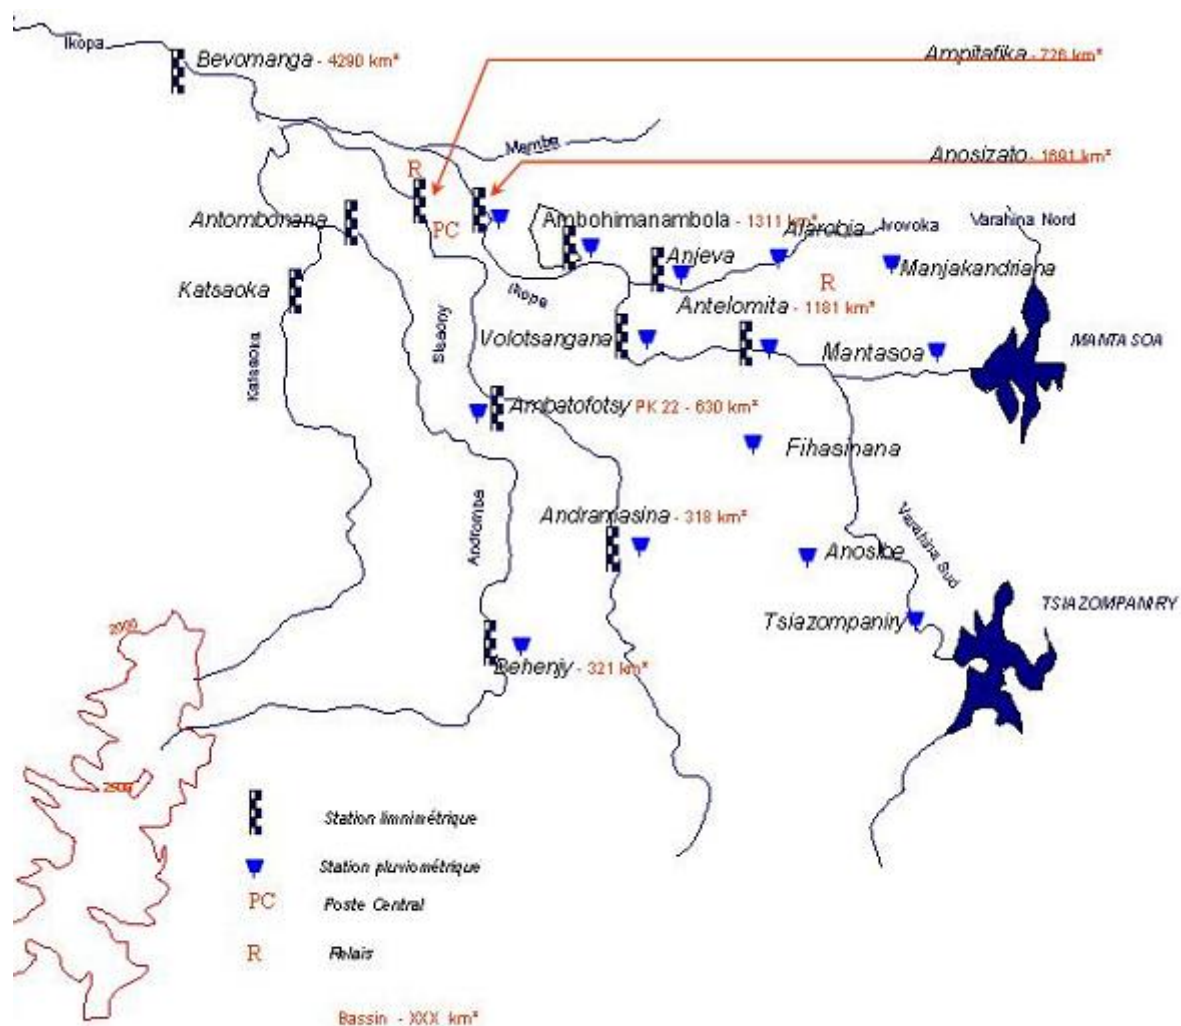 Ikopa
Bevomanga - 4290 km²
Ampitafika - 726 km²
Mamba
Anosizato - 1691 km²
R
Antombonana
PC
Ambohimanambola - 1311 km²
Alarobia
Ivovoka
Varahina Nord
Anjeva
Manjakandriana
R
Katsaoka
Ikopa
Antelomita - 1181 km²
Sisaony
Volotsangana
Mantasoa
MANTASOA
Katsaoka
Ambatofotsy PK 22 - 630 km²
Fihasinana
Andramasina - 318 km²
Andromba
Anosibe
Varahina Sud
Tsiazompaniry
TSIAZOMPANIRY
2900
Behenjy - 321 km²
2900
Station limnimétrique
Station pluviométrique
PC
Poste Central
R
Relais
Bassin - XXX km²